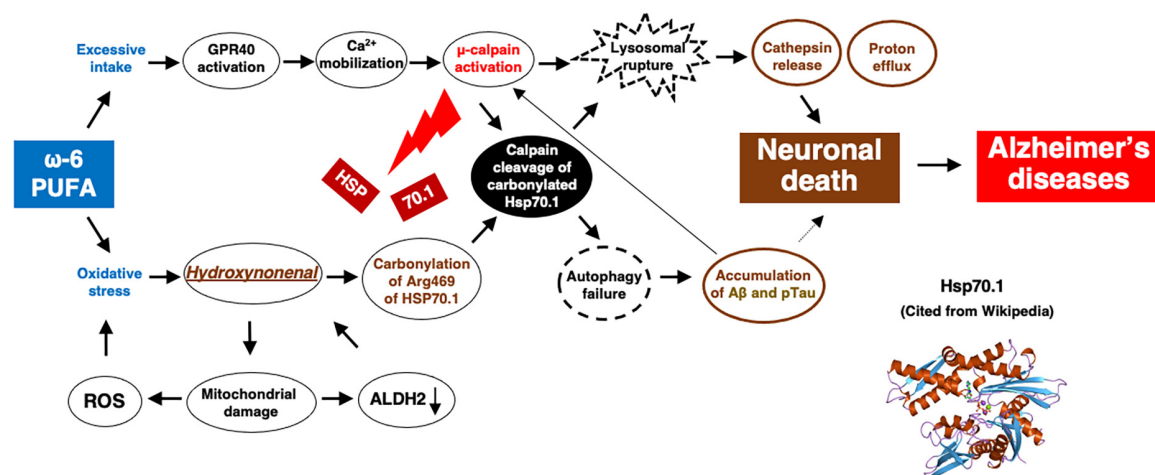 Excessive
intake
GPR40
activation
Ca2+
mobilization
μ-calpain
activation
Lysosomal
rupture
Cathepsin
release
Proton
efflux
ω-6
PUFA
HSP
70.1
Calpain
cleavage of
carbonylated
Hsp70.1
Neuronal
death
Alzheimer's
diseases
Oxidative
stress
Hydroxynonenal
Carbonylation
of Arg469
of HSP70.1
Autophagy
failure
Accumulation
of Aβ and pTau
Hsp70.1
(Cited from Wikipedia)
ROS
Mitochondrial
damage
ALDH2